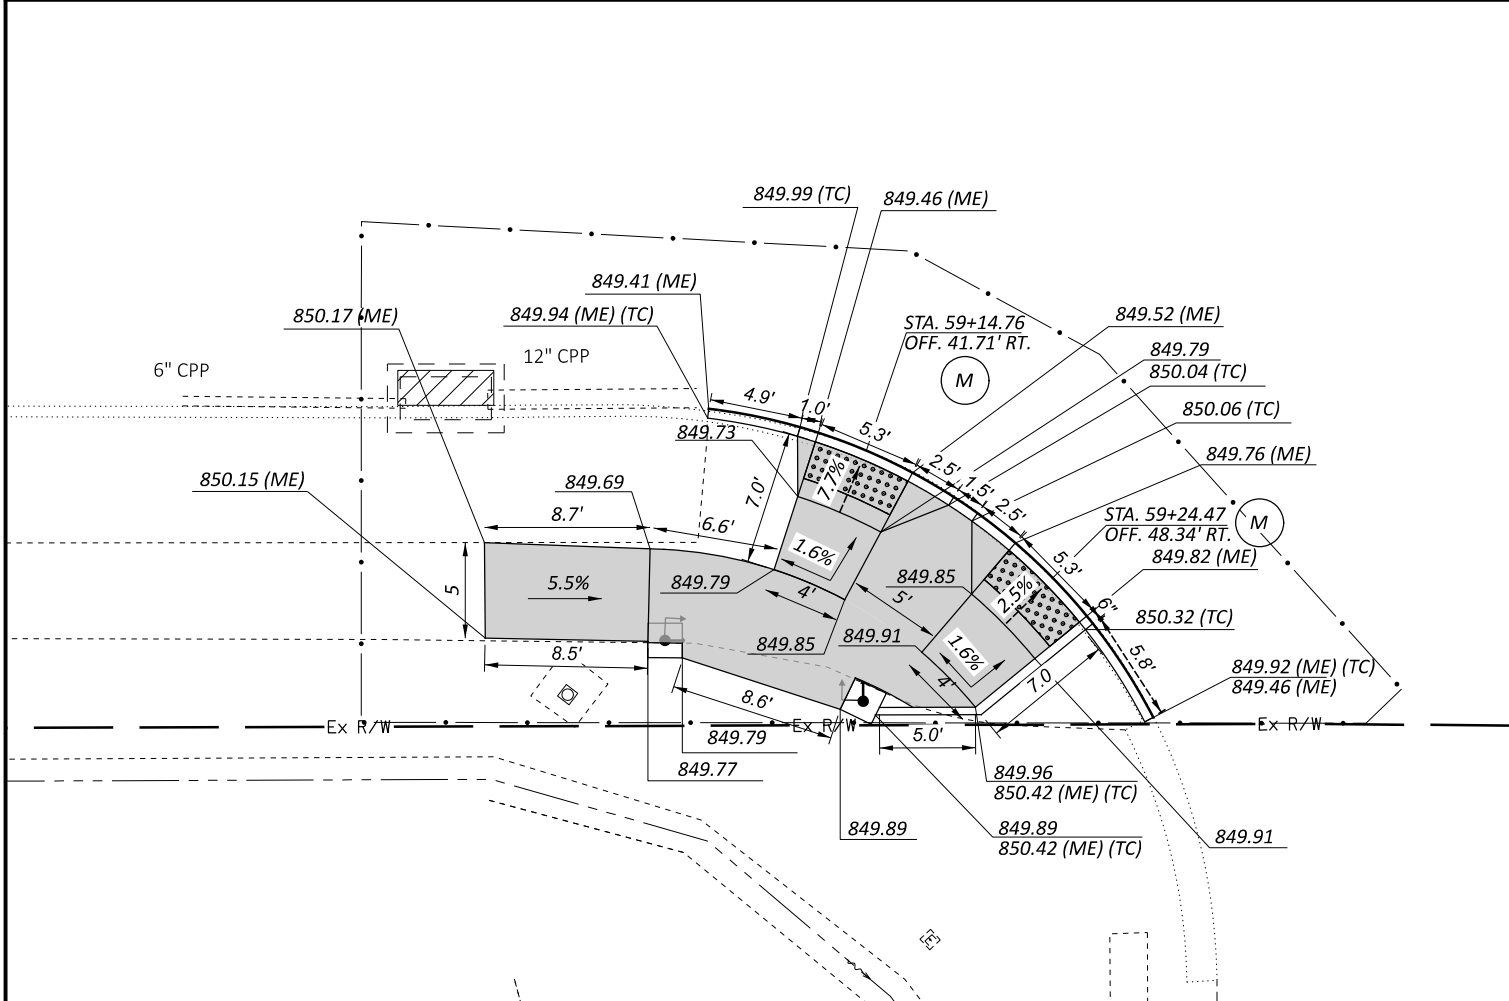 849.99 (TC)
849.46 (ME)
849.41 (ME)
850.17 (ME)
849.94 (ME) (TC)
STA. 59+14.76
OFF. 41.71' RT.
849.52 (ME)
849.79
850.04 (TC)
6" CPP
12" CPP
M
4.9'
1.0'
5.3'
850.06 (TC)
849.73
849.76 (ME)
2.5'
1.5'
2.5'
7.7%
7.0'
850.15 (ME)
849.69
STA. 59+24.47
OFF. 48.34' RT.
M
8.7'
6.6'
1.6%
849.82 (ME)
5.3'
5
5.5%
849.79
4'
849.85
5'
2.5%
6"
850.32 (TC)
849.85
849.91
1.6%
8.5'
4'
7.0
5.8'
849.92 (ME) (TC)
849.46 (ME)
8.6'
Ex R/W
Ex R/W
Ex R/W
849.79
5.0'
849.77
849.96
850.42 (ME) (TC)
849.89
849.89
850.42 (ME) (TC)
849.91
E